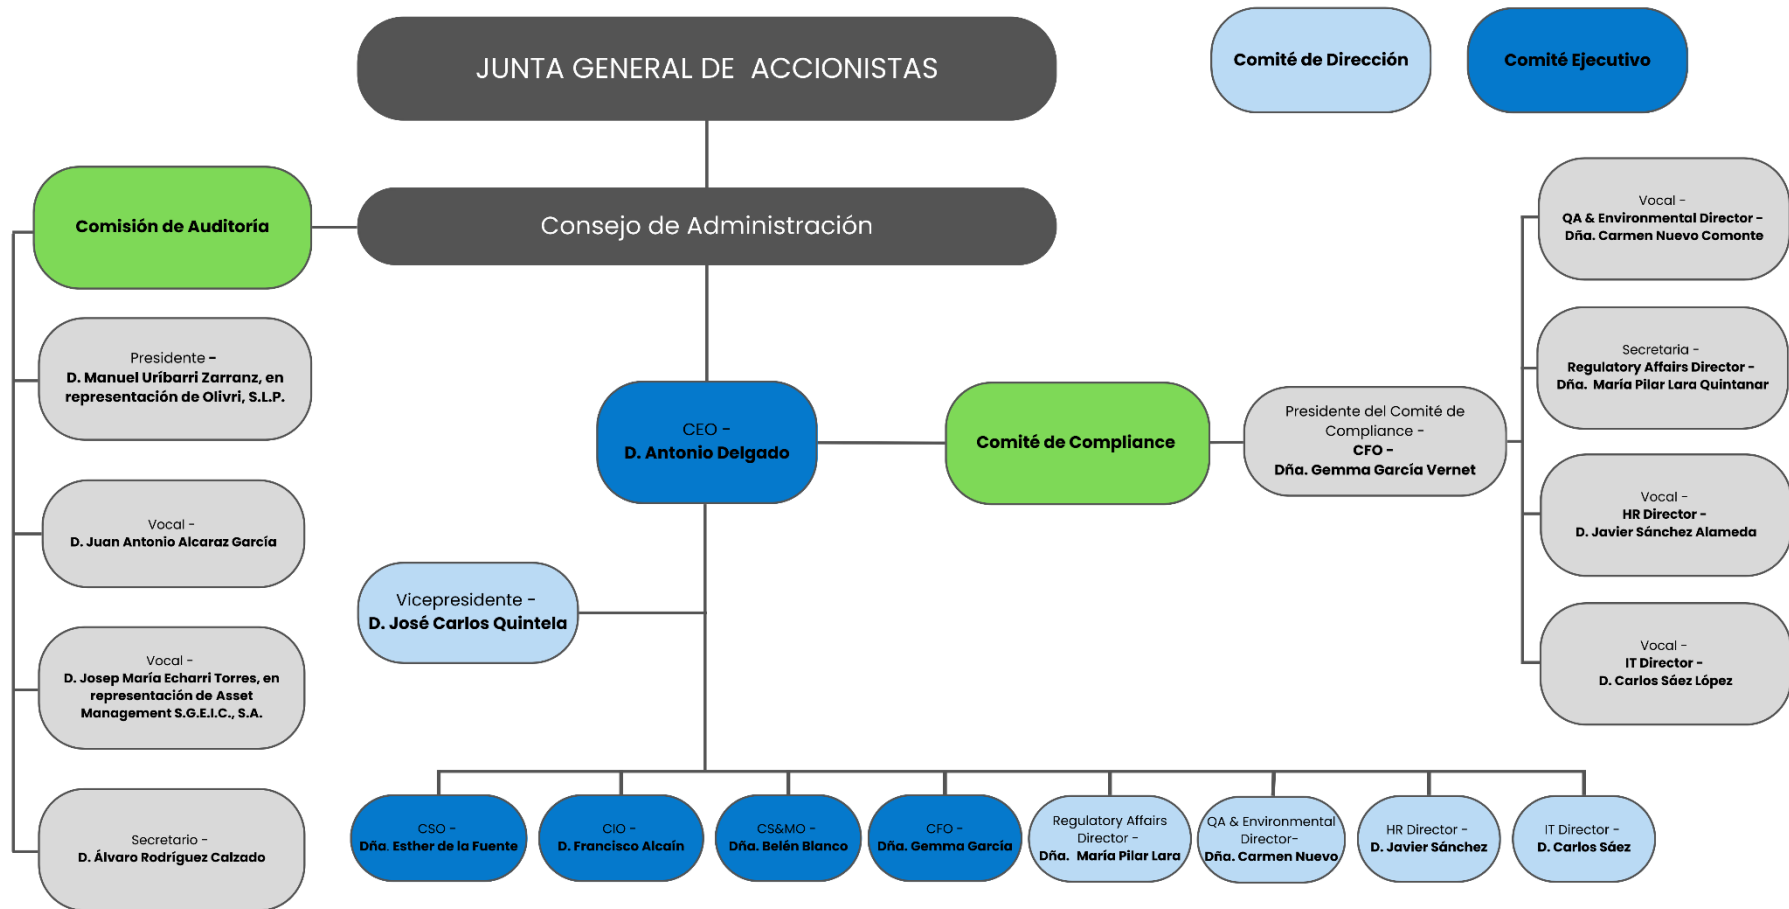 JUNTA GENERAL DE ACCIONISTAS
Comité de Dirección
Comité Ejecutivo
Comisión de Auditoría
Consejo de Administración
Presidente -
D. Manuel Uríbarri Zarranz, en
representación de Olivri, S.L.P.
Vocal -
D. Juan Antonio Alcaraz García
Vocal -
D. Josep María Echarri Torres, en
representación de Asset
Management S.G.E.I.C., S.A.
Secretario -
D. Álvaro Rodríguez Calzado
CEO -
D. Antonio Delgado
Comité de Compliance
Presidente del Comité de
Compliance -
CFO -
Dña. Gemma García Vernet
Vocal -
QA & Environmental Director -
Dña. Carmen Nuevo Comonte
Secretaria -
Regulatory Affairs Director -
Dña. María Pilar Lara Quintanar
Vocal -
HR Director -
D. Javier Sánchez Alameda
Vocal -
IT Director -
D. Carlos Sáez López
Vicepresidente -
D. José Carlos Quintela
CSO -
Dña. Esther de la Fuente
CIO -
D. Francisco Alcaín
CS&MO -
Dña. Belén Blanco
CFO -
Dña. Gemma García
Regulatory Affairs
Director -
Dña. María Pilar Lara
QA & Environmental
Director-
Dña. Carmen Nuevo
HR Director -
D. Javier Sánchez
IT Director -
D. Carlos Sáez